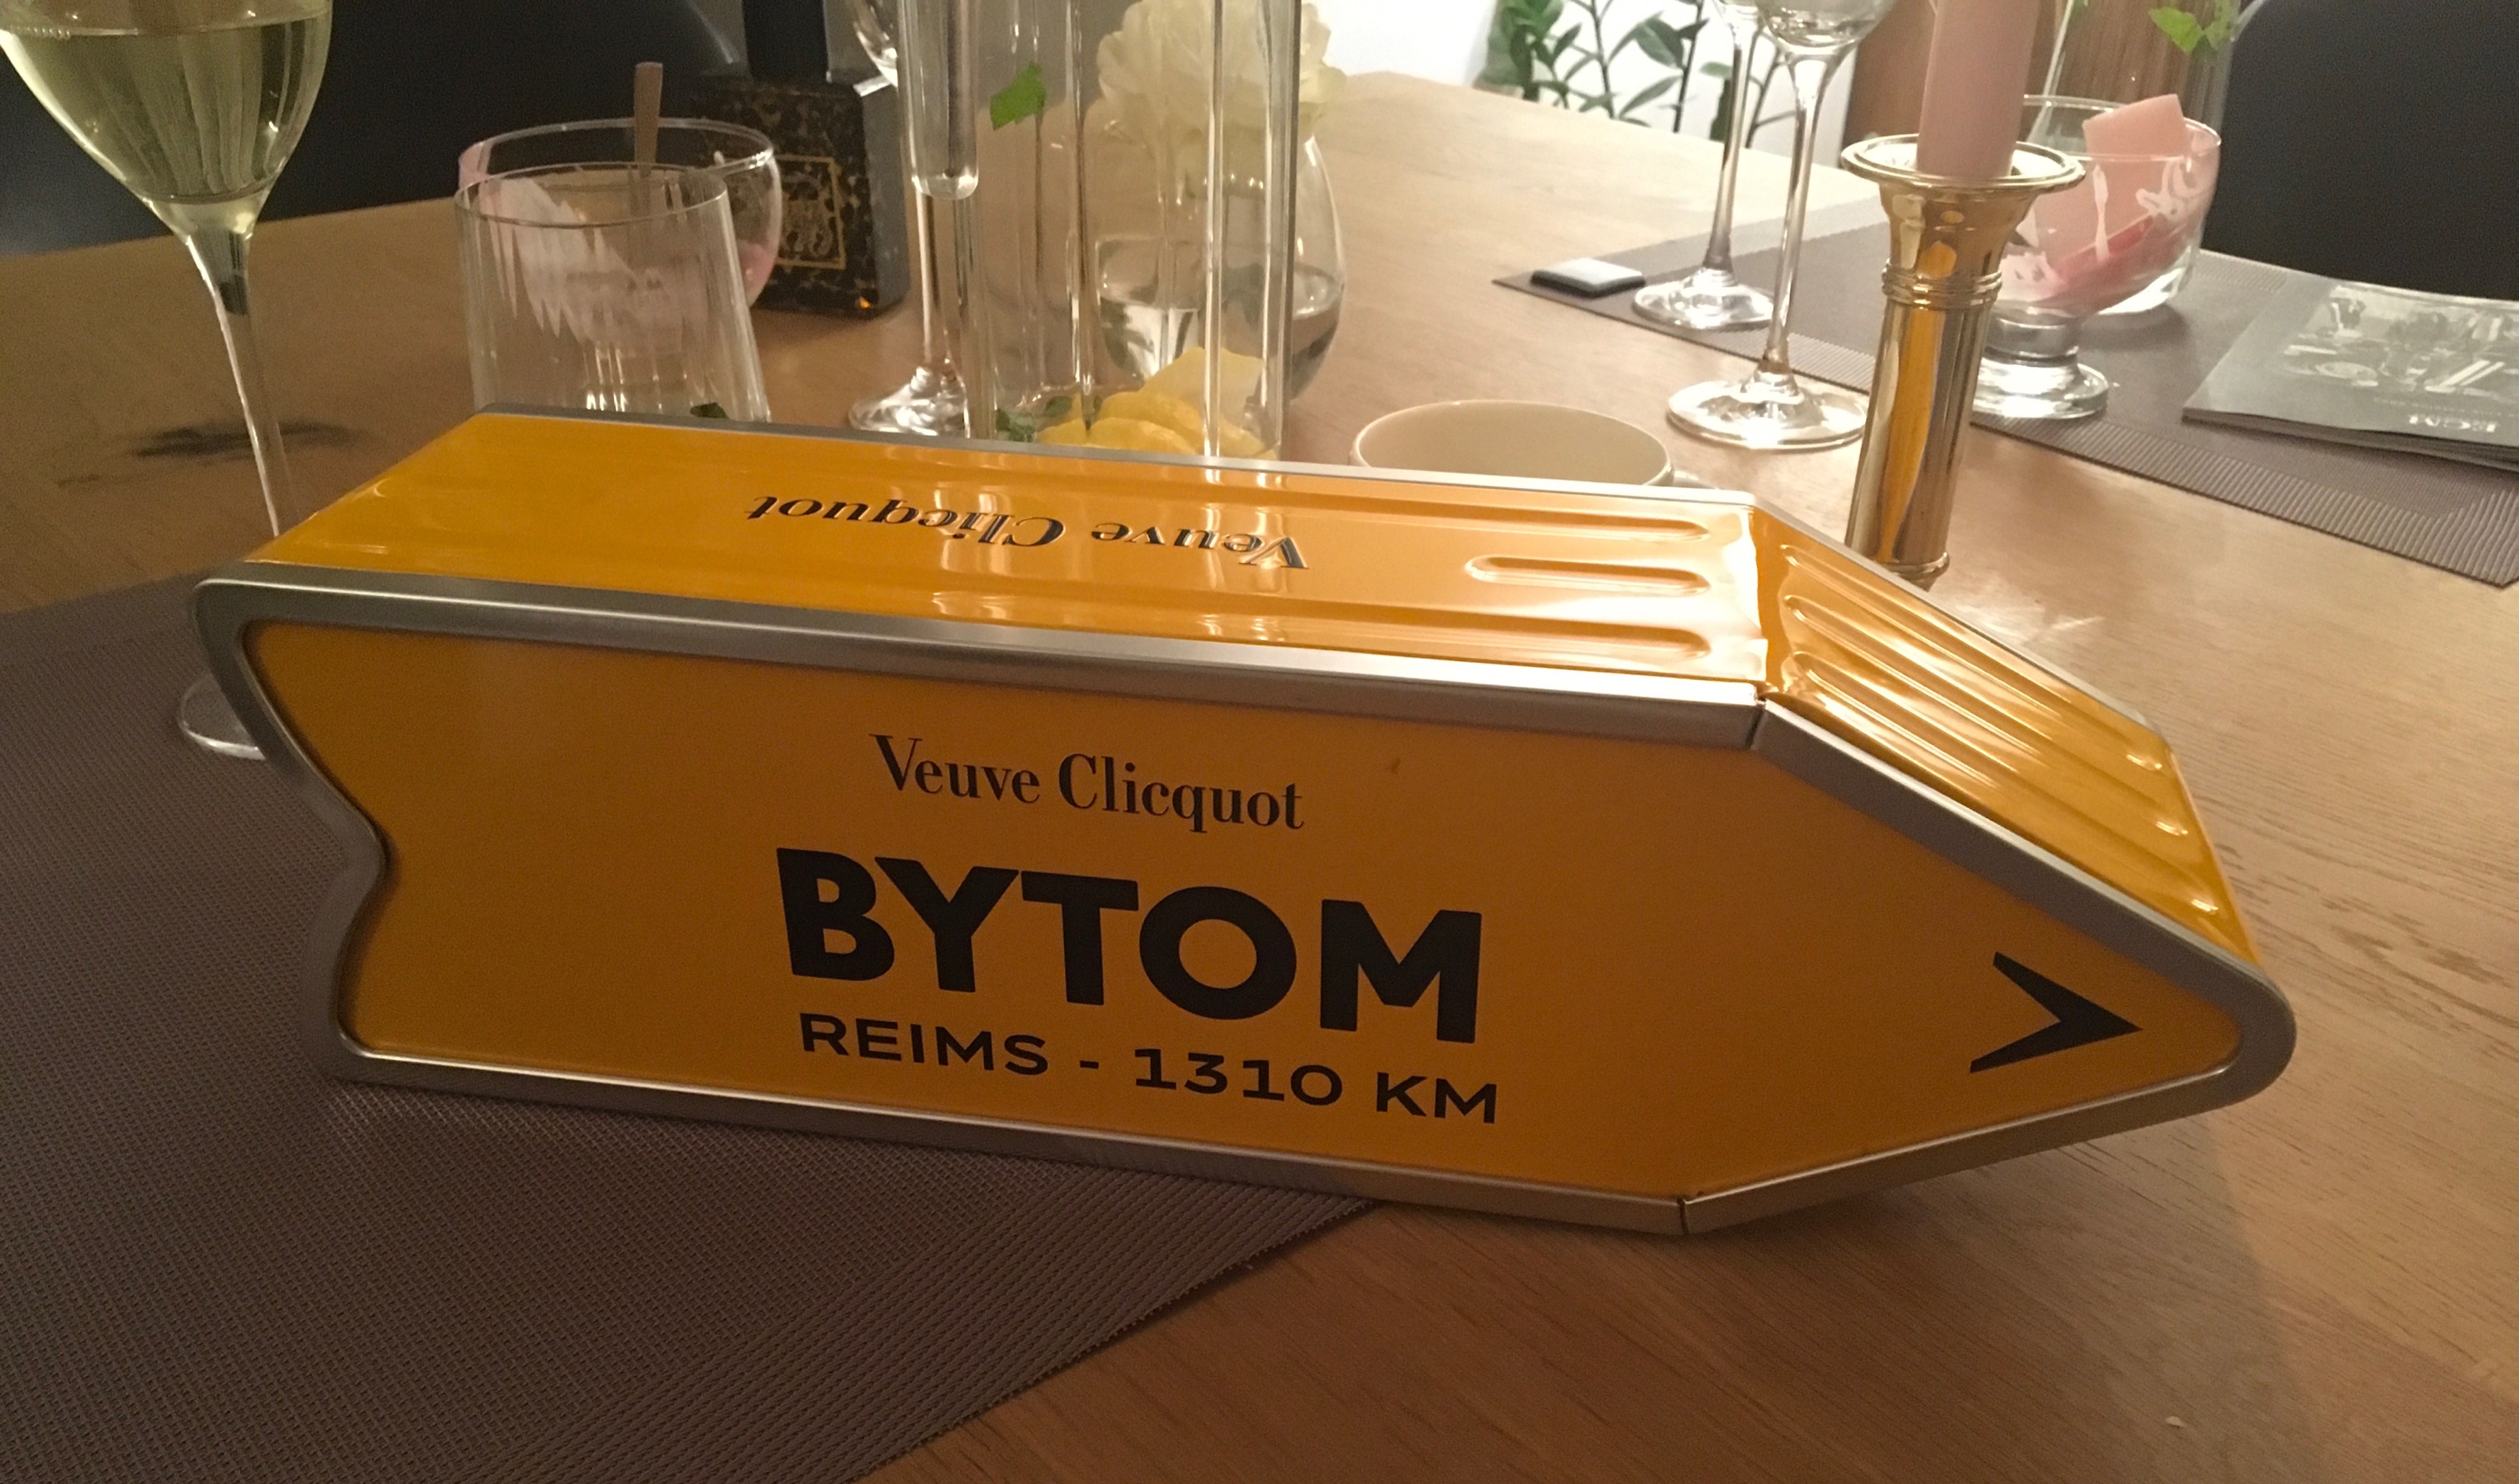 Veuve Clicquot
Veuve Clicquot
BYTOM
REIMS - 1310 KM